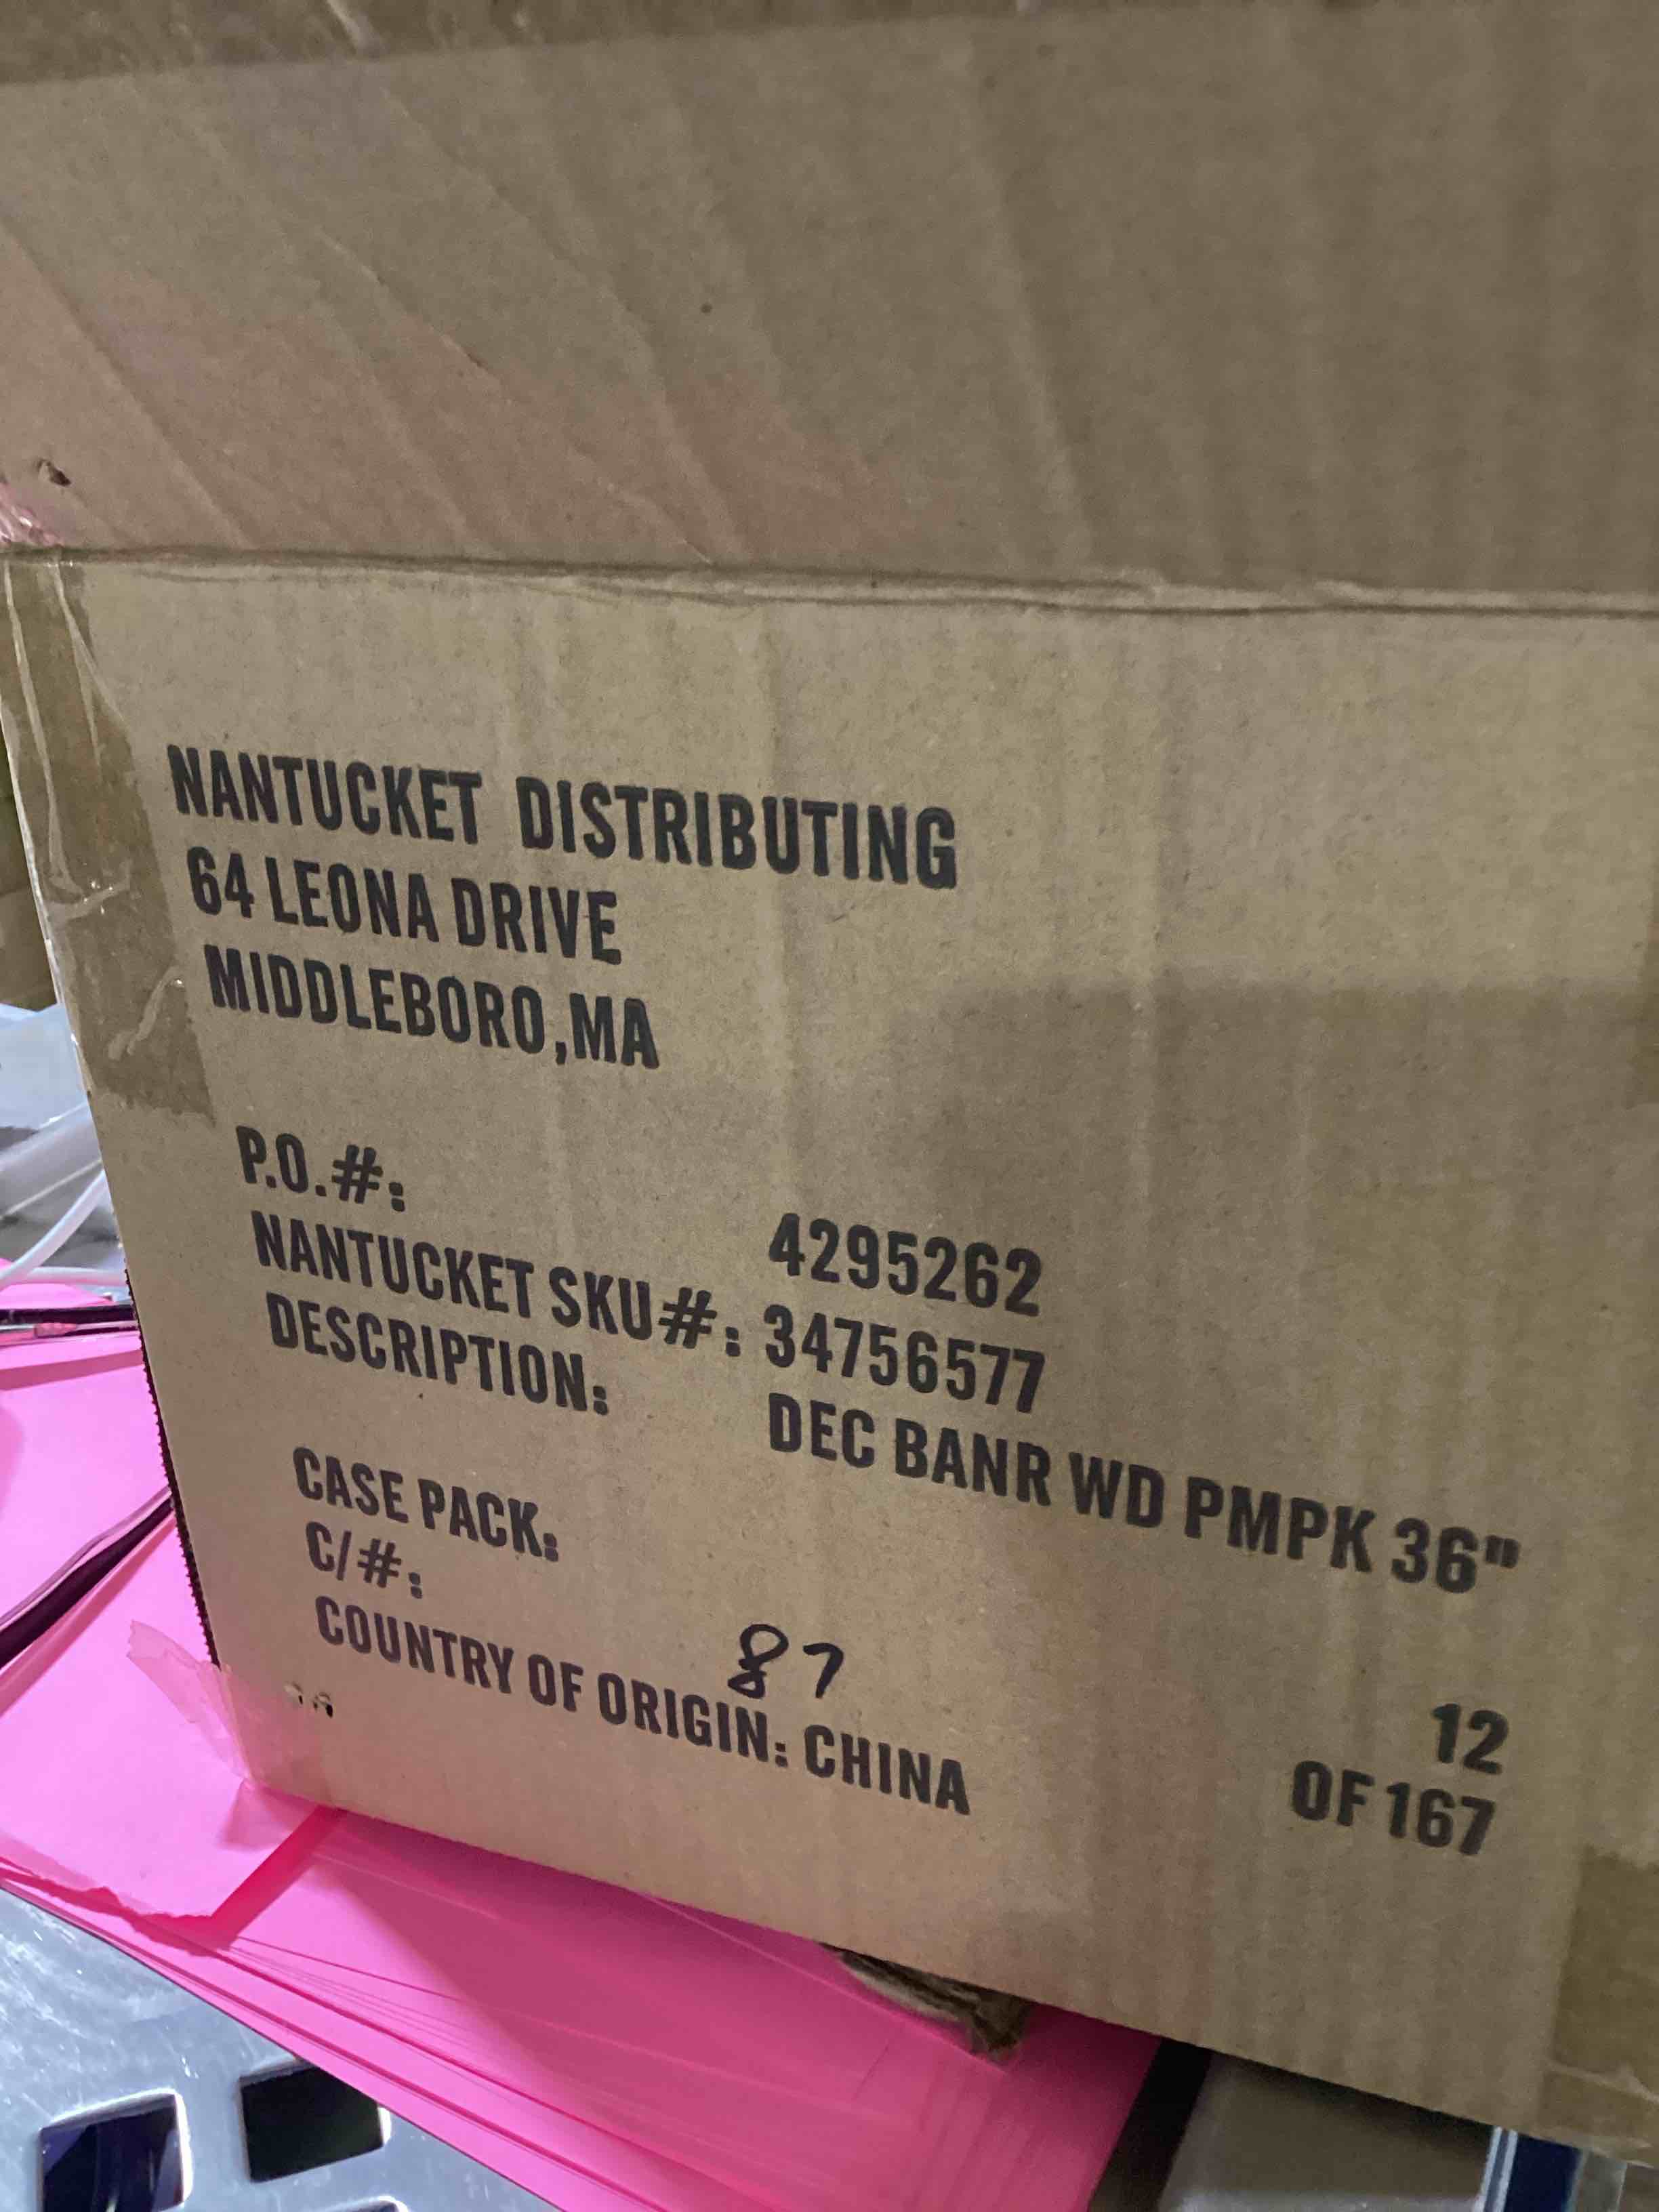 NANTUCKET DISTRIBUTING
64 LEONA DRIVE
MIDDLEBORO,MA
P.O.#: 4295262
NANTUCKET SKU#: 34756577
DESCRIPTION: DEC BANR WD PMPK 36"
CASE PACK: 12
C/#: 87 OF 167
COUNTRY OF ORIGIN: CHINA